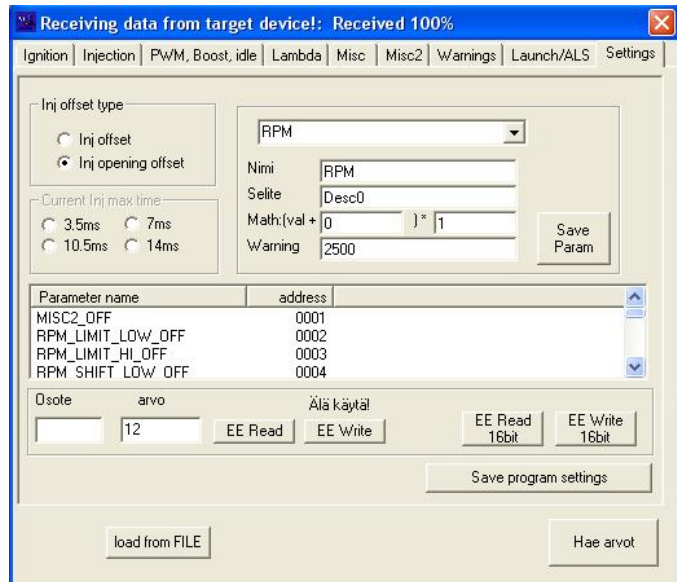 Receiving data from target device!: Received 100%
Ignition Injection PWM, Boost, idle Lambda Misc Misc2 Warnings Launch/ALS Settings
Inj offset type
Inj offset
Inj opening offset
Current Inj max time
3.5ms 7ms
10.5ms 14ms
RPM
Nimi RPM
Selite Desc0
Math:(val + 0 )* 1
Warning 2500
Save Param
Parameter name address
MISC2_OFF 0001
RPM_LIMIT_LOW_OFF 0002
RPM_LIMIT_HI_OFF 0003
RPM_SHIFT_LOW_OFF 0004
Osote arvo Älä käytä!
12 EE Read EE Write
EE Read 16bit
EE Write 16bit
Save program settings
load from FILE Hae arvot